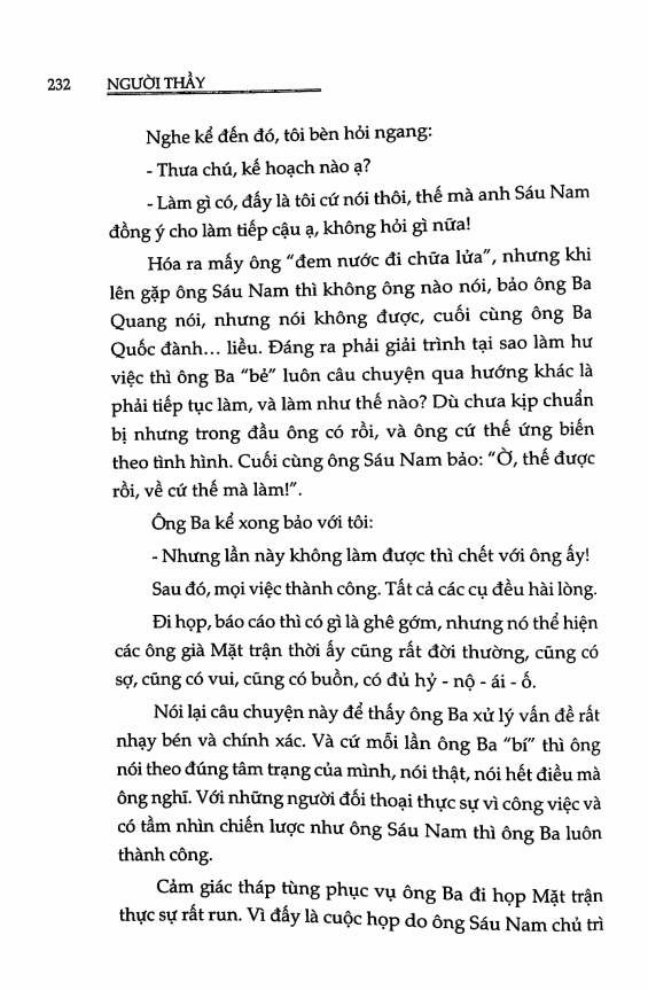 232 NGƯỜI THẦY
Nghe kể đến đó, tôi bèn hỏi ngang:
- Thưa chú, kế hoạch nào ạ?
- Làm gì có, đấy là tôi cứ nói thôi, thế mà anh Sáu Nam
đồng ý cho làm tiếp cậu ạ, không hỏi gì nữa!
Hóa ra mấy ông “đem nước đi chữa lửa”, nhưng khi
lên gặp ông Sáu Nam thì không ông nào nói, bảo ông Ba
Quang nói, nhưng nói không được, cuối cùng ông Ba
Quốc đành... liều. Đáng ra phải giải trình tại sao làm hư
việc thì ông Ba “bẻ” luôn câu chuyện qua hướng khác là
phải tiếp tục làm, và làm như thế nào? Dù chưa kịp chuẩn
bị nhưng trong đầu ông có rồi, và ông cứ thế ứng biến
theo tình hình. Cuối cùng ông Sáu Nam bảo: “Ờ, thế được
rồi, về cứ thế mà làm!”.
Ông Ba kể xong bảo với tôi:
- Nhưng lần này không làm được thì chết với ông ấy!
Sau đó, mọi việc thành công. Tất cả các cụ đều hài lòng.
Đi họp, báo cáo thì có gì là ghê gớm, nhưng nó thể hiện
các ông già Mặt trận thời ấy cũng rất đời thường, cũng có
sợ, cũng có vui, cũng có buồn, có đủ hỷ - nộ - ái - ố.
Nói lại câu chuyện này để thấy ông Ba xử lý vấn đề rất
nhạy bén và chính xác. Và cứ mỗi lần ông Ba “bí” thì ông
nói theo đúng tâm trạng của mình, nói thật, nói hết điều mà
ông nghĩ. Với những người đối thoại thực sự vì công việc và
có tầm nhìn chiến lược như ông Sáu Nam thì ông Ba luôn
thành công.
Cảm giác tháp tùng phục vụ ông Ba đi họp Mặt trận
thực sự rất run. Vì đấy là cuộc họp do ông Sáu Nam chủ trì